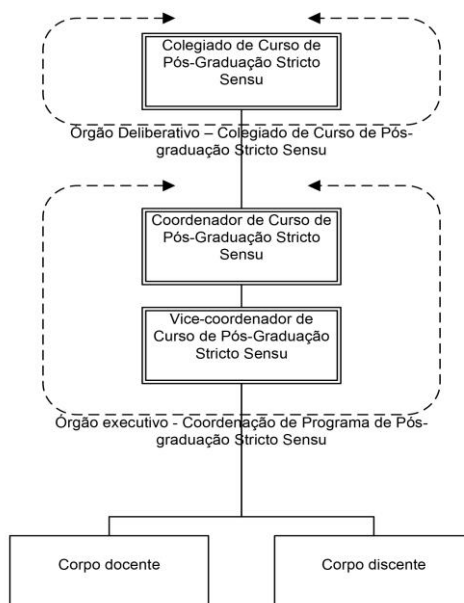 Colegiado de Curso de
Pós-Graduação Stricto
Sensu
Órgão Deliberativo – Colegiado de Curso de Pós-
graduação Stricto Sensu
Coordenador de Curso de
Pós-Graduação Stricto
Sensu
Vice-coordenador de
Curso de Pós-Graduação
Stricto Sensu
Órgão executivo - Coordenação de Programa de Pós-
graduação Stricto Sensu
Corpo docente
Corpo discente